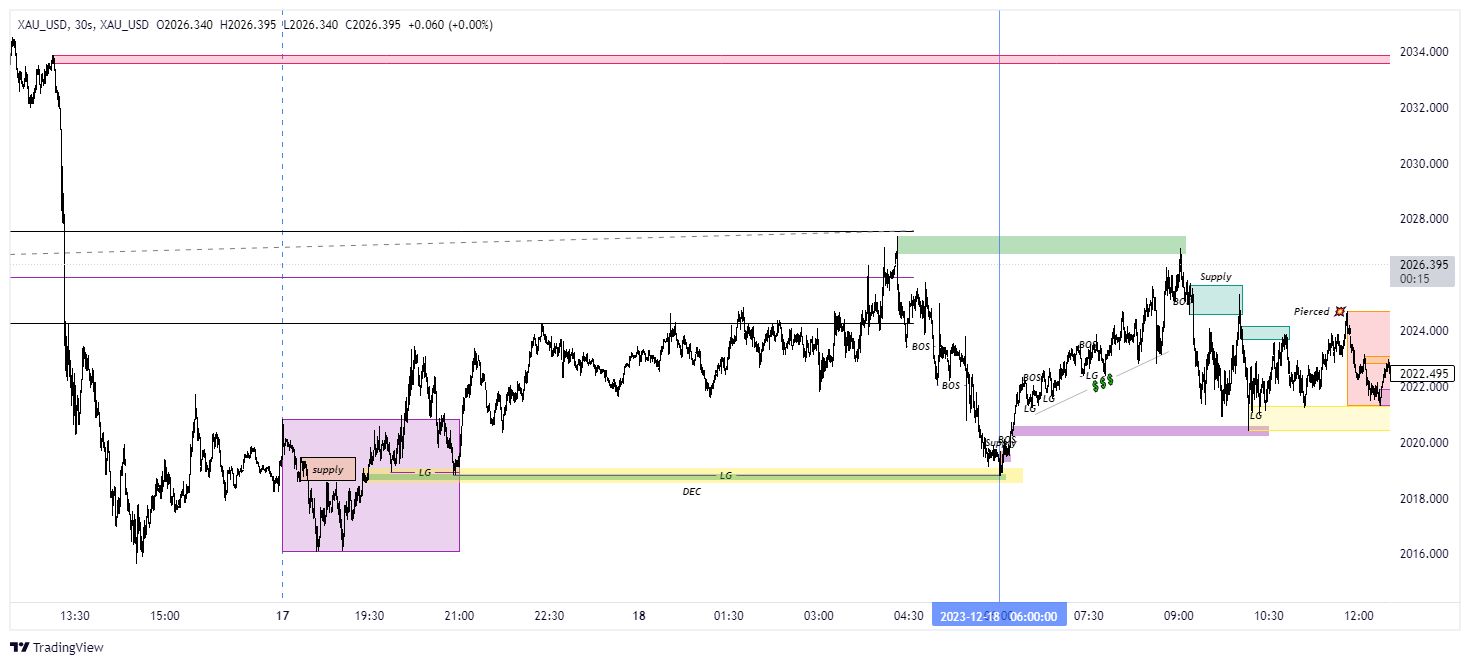 XAU_USD, 30s, XAU_USD O2026.340 H2026.395 L2026.340 C2026.395 +0.060 (+0.00%)
2034.000
2032.000
2030.000
2028.000
2026.395
00:15
Supply
BOS
Pierced 💥
2024.000
BOS
BOS
2022.495
2022.000
BOS
LG
BOS
💲💲💲
LG
LG
LG
2020.000
Supply
BOS
supply
LG
LG
DEC
2018.000
2016.000
13:30 15:00 17 19:30 21:00 22:30 18 01:30 03:00 04:30 2023-12-18 06:00:00 07:30 09:00 10:30 12:00
TradingView